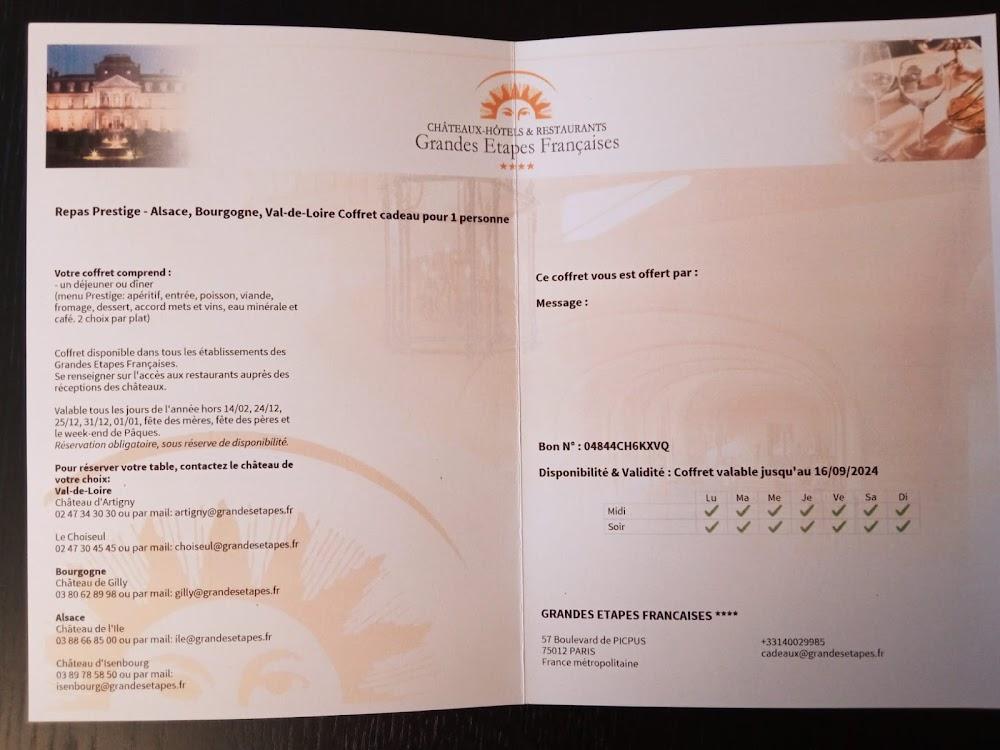 CHÂTEAUX-HÔTELS & RESTAURANTS
Grandes Etapes Françaises
★★★★
Repas Prestige - Alsace, Bourgogne, Val-de-Loire Coffret cadeau pour 1 personne
Votre coffret comprend :
- un déjeuner ou dîner
(menu Prestige: apéritif, entrée, poisson, viande,
fromage, dessert, accord mets et vins, eau minérale et
café. 2 choix par plat)
Coffret disponible dans tous les établissements des
Grandes Etapes Françaises.
Se renseigner sur l'accès aux restaurants auprès des
réceptions des châteaux.
Valable tous les jours de l'année hors 14/02, 24/12,
25/12, 31/12, 01/01, fête des mères, fête des pères et
le week-end de Pâques.
Réservation obligatoire, sous réserve de disponibilité.
Pour réserver votre table, contactez le château de
votre choix:
Val-de-Loire
Château d'Artigny
02 47 34 30 30 ou par mail: artigny@grandesetapes.fr
Le Choiseul
02 47 30 45 45 ou par mail: choiseul@grandesetapes.fr
Bourgogne
Château de Gilly
03 80 62 89 98 ou par mail: gilly@grandesetapes.fr
Alsace
Château de l'Ile
03 88 66 85 00 ou par mail: ile@grandesetapes.fr
Château d'Isenbourg
03 89 78 58 50 ou par mail:
isenbourg@grandesetapes.fr
Ce coffret vous est offert par :
Message :
Bon N° : 04844CH6KXVQ
Disponibilité & Validité : Coffret valable jusqu'au 16/09/2024
Lu Ma Me Je Ve Sa Di
Midi ✓ ✓ ✓ ✓ ✓ ✓ ✓
Soir ✓ ✓ ✓ ✓ ✓ ✓ ✓
GRANDES ETAPES FRANCAISES ****
57 Boulevard de PICPUS +33140029985
75012 PARIS cadeaux@grandesetapes.fr
France métropolitaine